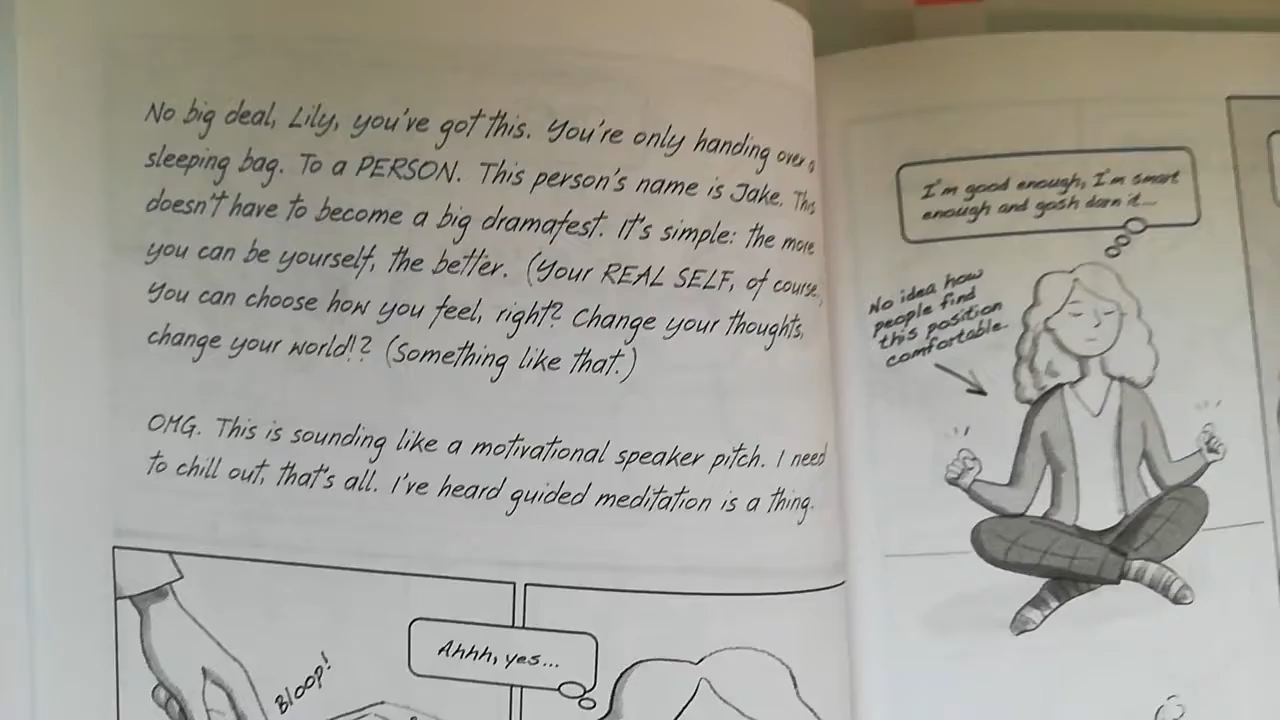 No big deal, Lily, you've got this. You're only handing over a
sleeping bag. To a PERSON. This person's name is Jake. This
doesn't have to become a big dramafest. It's simple: the more
you can be yourself, the better. (Your REAL SELF, of course,
You can choose how you feel, right? Change your thoughts,
change your world!? (Something like that.)
OMG. This is sounding like a motivational speaker pitch. I need
to chill out, that's all. I've heard guided meditation is a thing.
Bloop!
Ahhh, yes...
I'm good enough, I'm smart
enough and gosh darn it...
No idea how
people find
this position
comfortable.